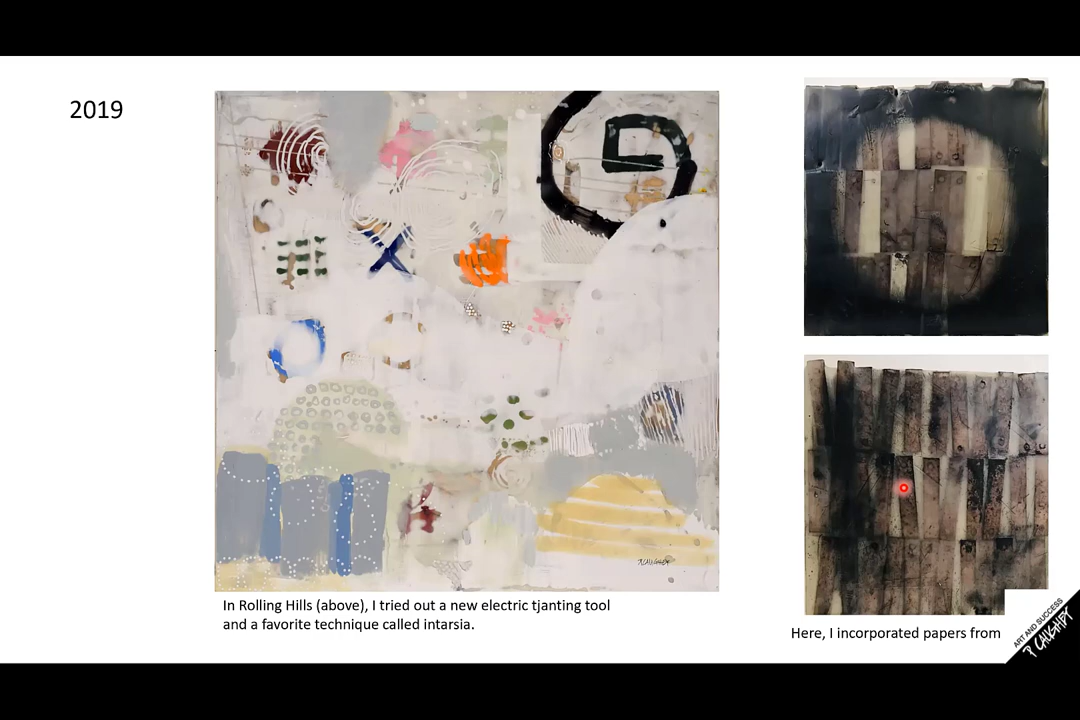 2019
In Rolling Hills (above), I tried out a new electric tjanting tool
and a favorite technique called intarsia.
Here, I incorporated papers from
ART AND SUCCESS
P CAUGHEY